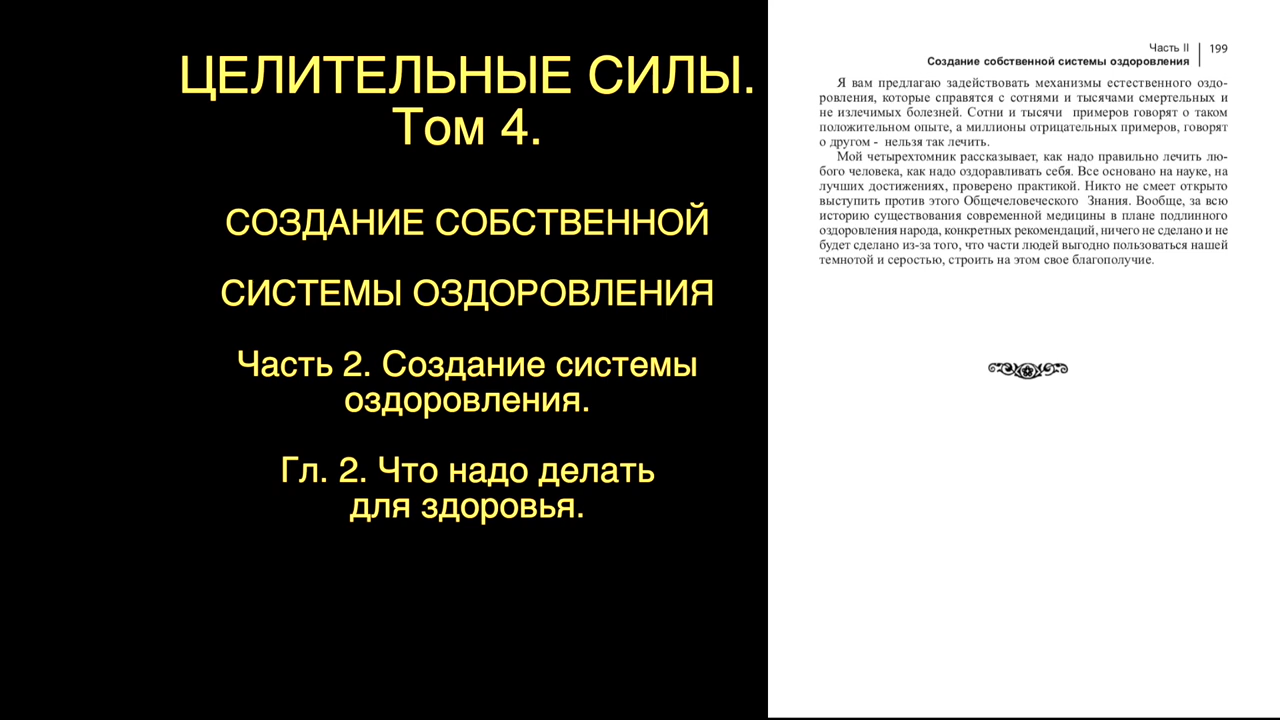 ЦЕЛИТЕЛЬНЫЕ СИЛЫ.
Том 4.
СОЗДАНИЕ СОБСТВЕННОЙ
СИСТЕМЫ ОЗДОРОВЛЕНИЯ
Часть 2. Создание системы
оздоровления.
Гл. 2. Что надо делать
для здоровья.
Часть II
199
Создание собственной системы оздоровления
Я вам предлагаю задействовать механизмы естественного оздо-
ровления, которые справятся с сотнями и тысячами смертельных и
не излечимых болезней. Сотни и тысячи примеров говорят о таком
положительном опыте, а миллионы отрицательных примеров, говорят
о другом - нельзя так лечить.
Мой четырехтомник рассказывает, как надо правильно лечить лю-
бого человека, как надо оздоравливать себя. Все основано на науке, на
лучших достижениях, проверено практикой. Никто не смеет открыто
выступить против этого Общечеловеческого Знания. Вообще, за всю
историю существования современной медицины в плане подлинного
оздоровления народа, конкретных рекомендаций, ничего не сделано и не
будет сделано из-за того, что части людей выгодно пользоваться нашей
темнотой и серостью, строить на этом свое благополучие.